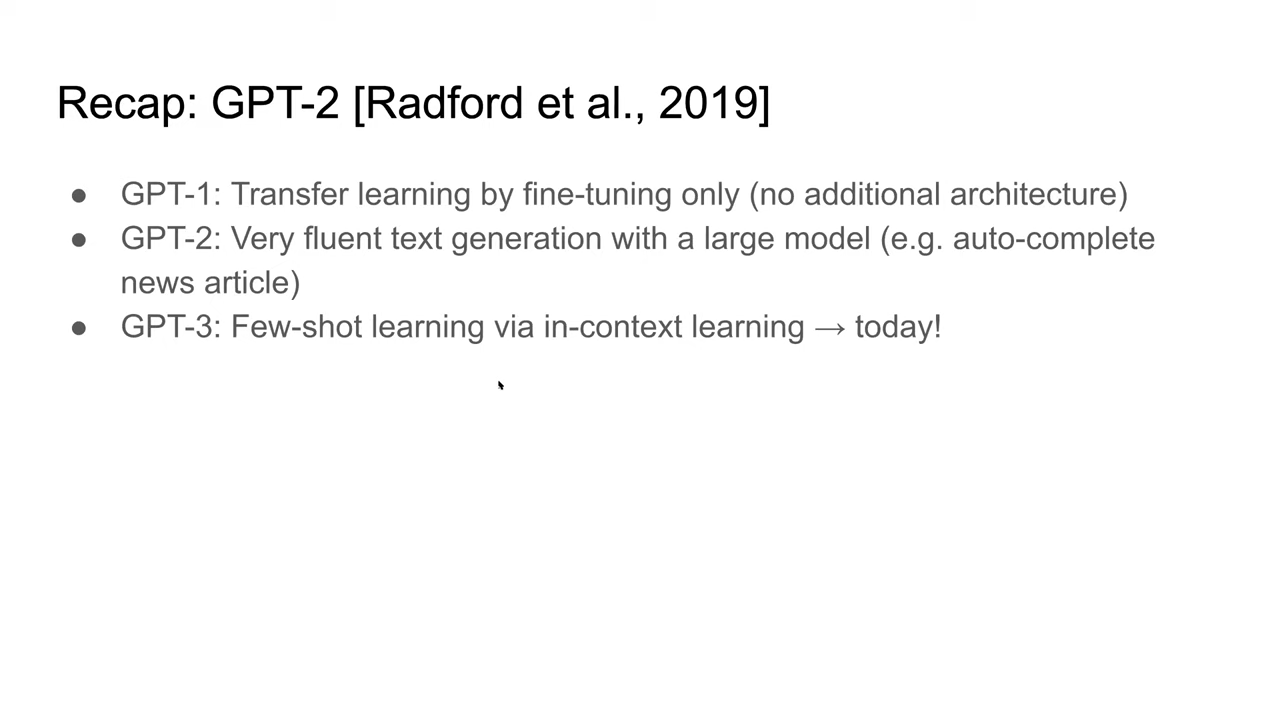 Recap: GPT-2 [Radford et al., 2019]
● GPT-1: Transfer learning by fine-tuning only (no additional architecture)
● GPT-2: Very fluent text generation with a large model (e.g. auto-complete
news article)
● GPT-3: Few-shot learning via in-context learning → today!